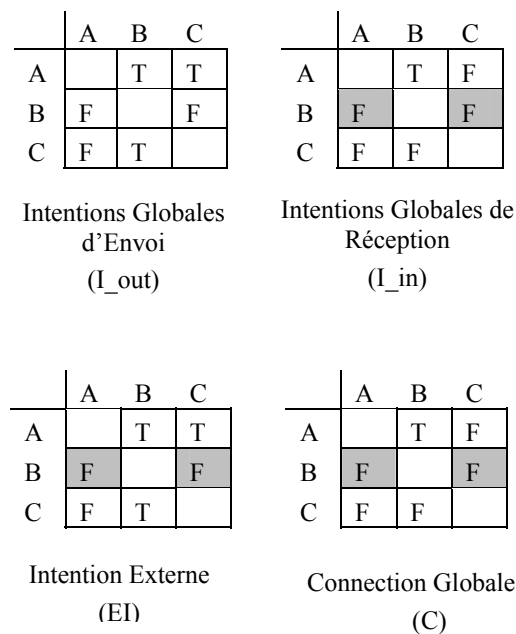 A B C
A T T
B F F
C F T
Intentions Globales
d’Envoi
(I_out)
A B C
A T F
B F F
C F F
Intentions Globales de
Réception
(I_in)
A B C
A T T
B F F
C F T
Intention Externe
(EI)
A B C
A T F
B F F
C F F
Connection Globale
(C)